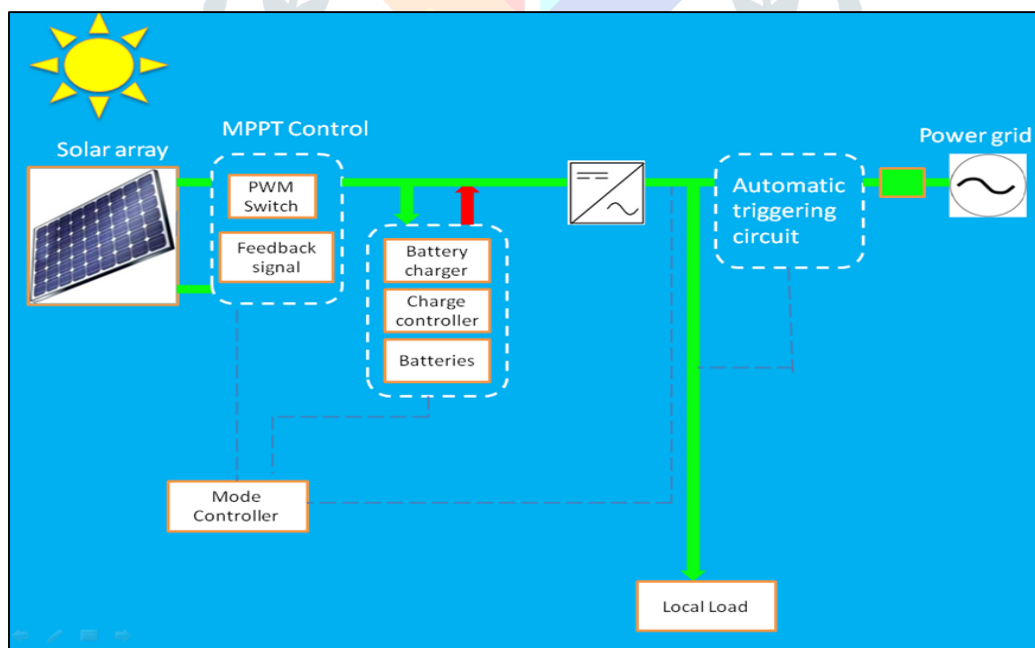 MPPT Control
Solar array
Power grid
PWM
Switch
Feedback
signal
Automatic
triggering
circuit
Battery
charger
Charge
controller
Batteries
Mode
Controller
Local Load